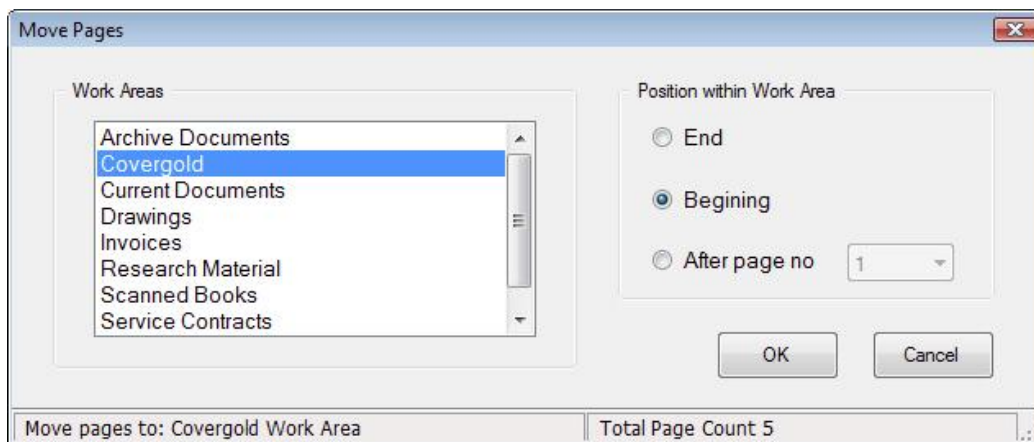 Move Pages
Work Areas
Archive Documents
Covergold
Current Documents
Drawings
Invoices
Research Material
Scanned Books
Service Contracts
Position within Work Area
End
Begining
After page no 1
OK Cancel
Move pages to: Covergold Work Area Total Page Count 5